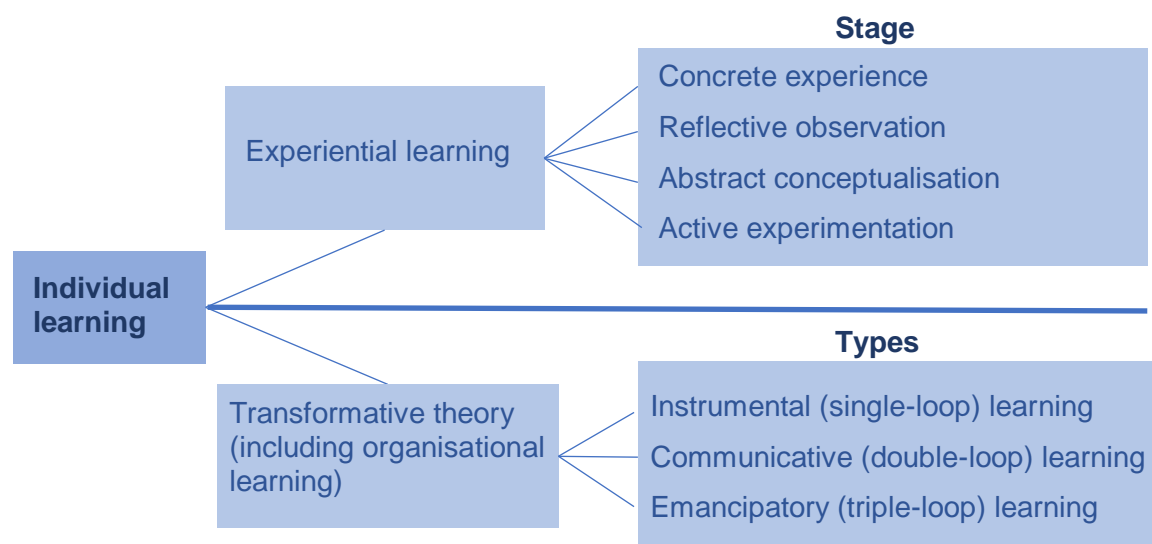 Stage
Concrete experience
Reflective observation
Abstract conceptualisation
Active experimentation
Experiential learning
Individual
learning
Types
Transformative theory
(including organisational
learning)
Instrumental (single-loop) learning
Communicative (double-loop) learning
Emancipatory (triple-loop) learning